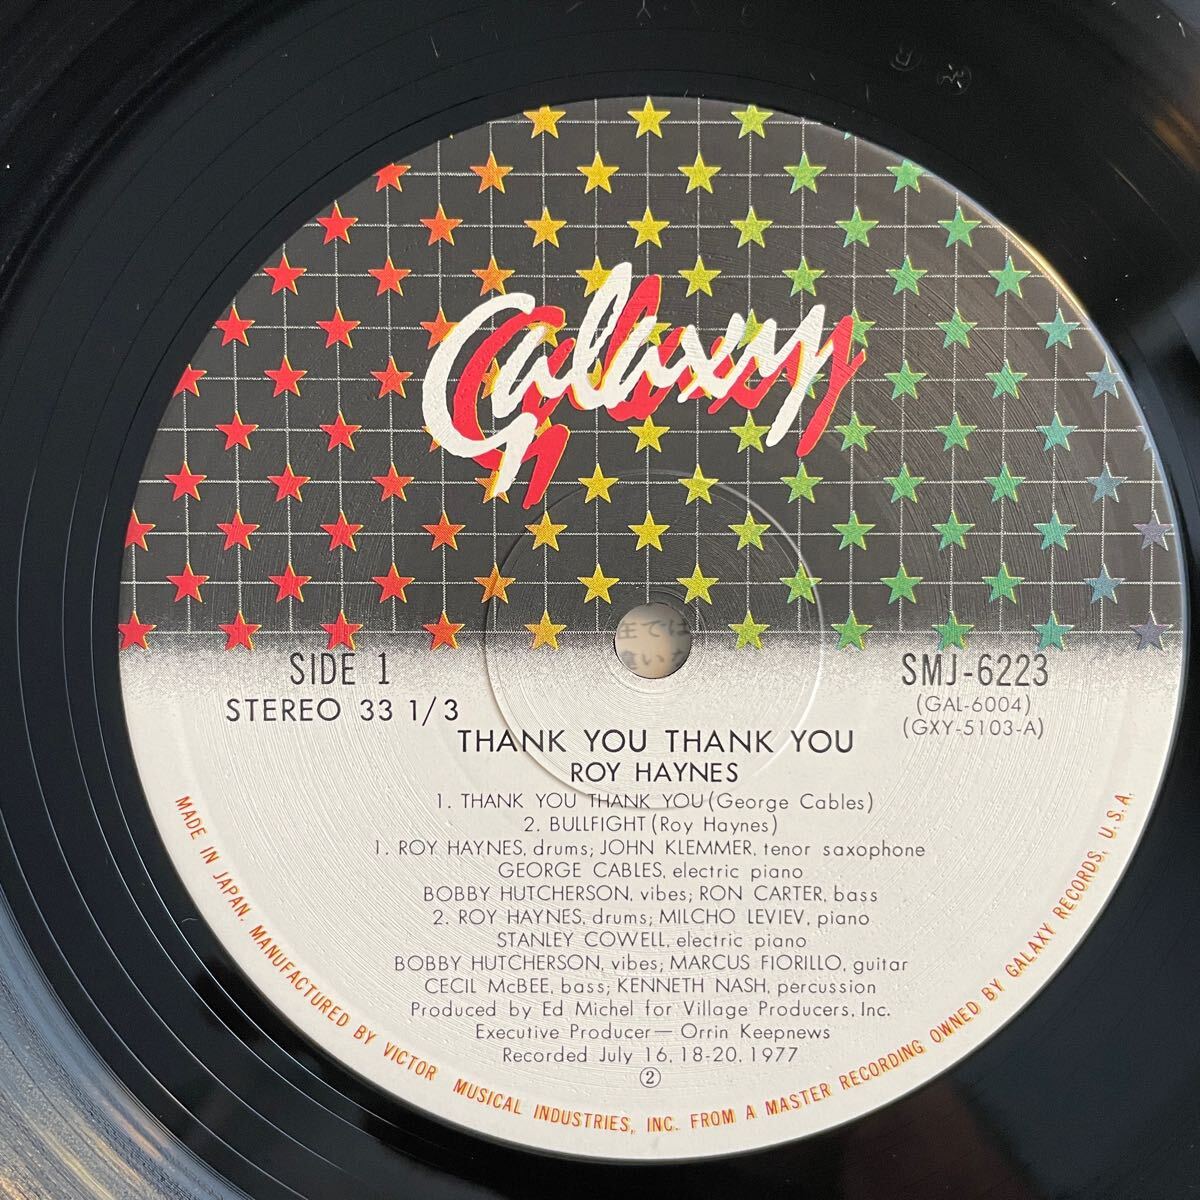 Galaxy
SIDE 1
STEREO 33 1/3
SMJ-6223
(GAL-6004)
(GXY-5103-A)
THANK YOU THANK YOU
ROY HAYNES
1. THANK YOU THANK YOU (George Cables)
2. BULLFIGHT (Roy Haynes)
1. ROY HAYNES, drums; JOHN KLEMMER, tenor saxophone
GEORGE CABLES, electric piano
BOBBY HUTCHERSON, vibes; RON CARTER, bass
2. ROY HAYNES, drums; MILCHO LEVIEV, piano
STANLEY COWELL, electric piano
BOBBY HUTCHERSON, vibes; MARCUS FIORILLO, guitar
CECIL McBEE, bass; KENNETH NASH, percussion
Produced by Ed Michel for Village Producers, Inc.
Executive Producer — Orrin Keepnews
Recorded July 16, 18-20, 1977
②
MADE IN JAPAN, MANUFACTURED BY VICTOR MUSICAL INDUSTRIES, INC. FROM A MASTER RECORDING OWNED BY GALAXY RECORDS, U.S.A.